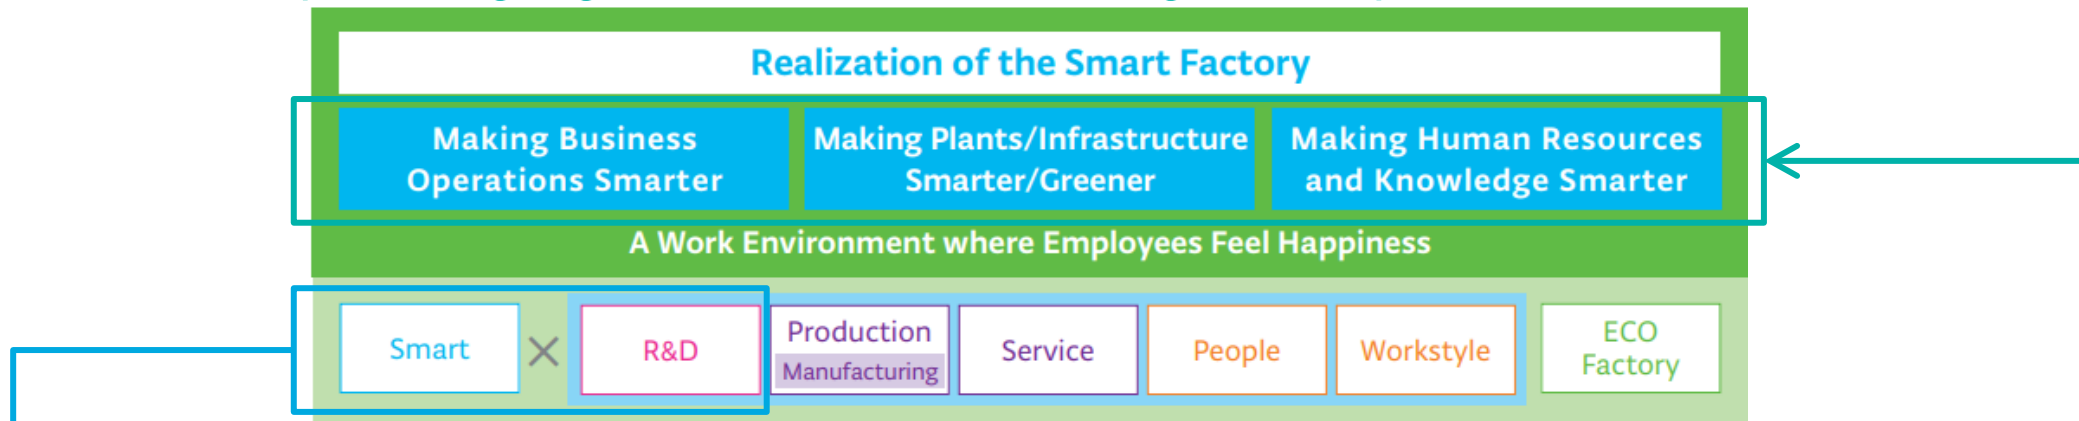 Realization of the Smart Factory
Making Business
Operations Smarter
Making Plants/Infrastructure
Smarter/Greener
Making Human Resources
and Knowledge Smarter
A Work Environment where Employees Feel Happiness
Smart
×
R&D
Production
Manufacturing
Service
People
Workstyle
ECO
Factory